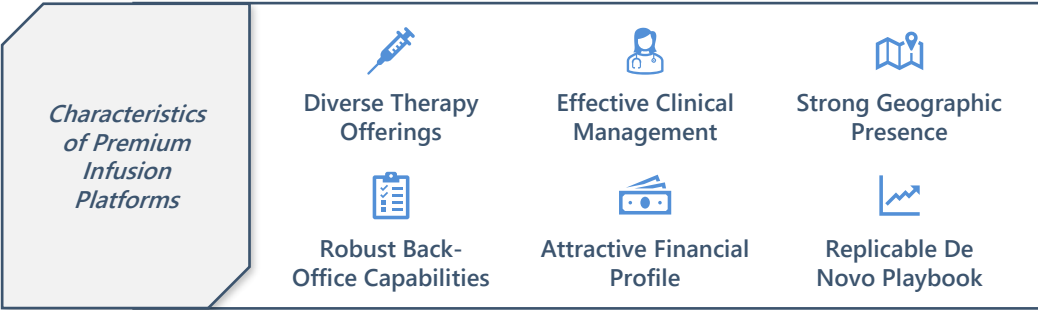 Characteristics
of Premium
Infusion
Platforms
Diverse Therapy
Offerings
Effective Clinical
Management
Strong Geographic
Presence
Robust Back-
Office Capabilities
Attractive Financial
Profile
Replicable De
Novo Playbook